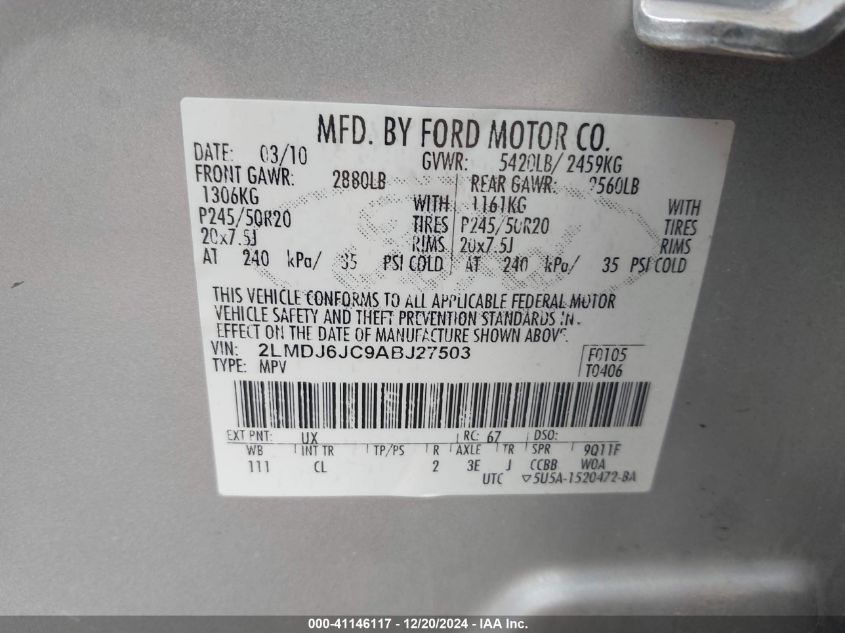 MFD. BY FORD MOTOR CO.
DATE: 03/10 GVWR: 5420LB/ 2459KG
FRONT GAWR: 2880LB REAR GAWR: 2560LB
1306KG WITH 1161KG WITH
P245/50R20 TIRES P245/50R20 TIRES
20x7.5J RIMS 20x7.5J RIMS
AT 240 kPa/ 35 PSI COLD AT 240 kPa/ 35 PSI COLD
THIS VEHICLE CONFORMS TO ALL APPLICABLE FEDERAL MOTOR
VEHICLE SAFETY AND THEFT PREVENTION STANDARDS IN
EFFECT ON THE DATE OF MANUFACTURE SHOWN ABOVE.
VIN: 2LMDJ6JC9ABJ27503 F0105
TYPE: MPV T0406
EXT PNT: UX RC: 67 DSO:
WB INT TR TP/PS R AXLE TR SPR 9Q11F
111 CL 2 3E J CCBB W0A
UTC ▽5U5A-1520472-BA
000-41146117 - 12/20/2024 - IAA Inc.